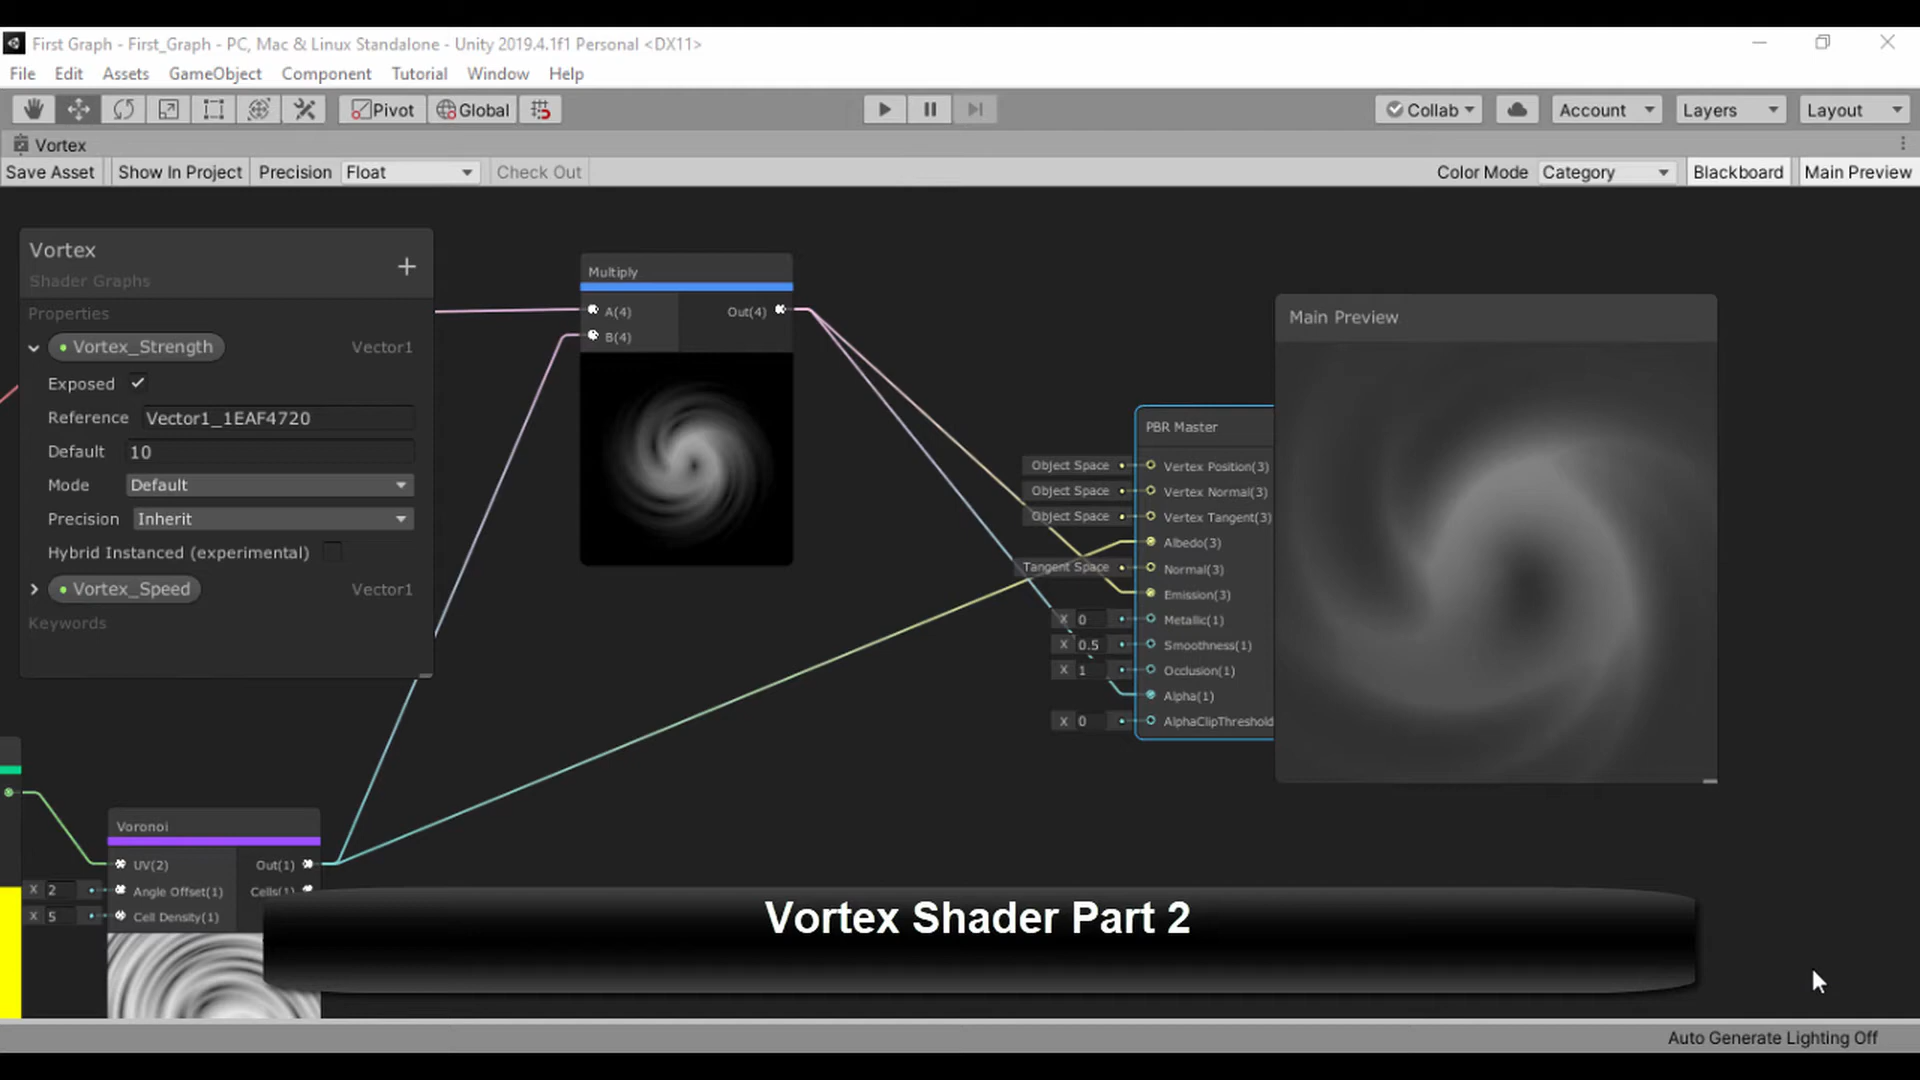 First Graph - First_Graph - PC, Mac & Linux Standalone - Unity 2019.4.1f1 Personal <DX11>
File Edit Assets GameObject Component Tutorial Window Help
Pivot Global Collab Account Layers Layout
Vortex
Save Asset Show In Project Precision Float Check Out Color Mode Category Blackboard Main Preview
Vortex
Shader Graphs
Properties
Vortex_Strength Vector1
Exposed
Reference Vector1_1EAF4720
Default 10
Mode Default
Precision Inherit
Hybrid Instanced (experimental)
Vortex_Speed Vector1
Keywords
Multiply
A(4) Out(4)
B(4)
Main Preview
PBR Master
Object Space Vertex Position(3)
Object Space Vertex Normal(3)
Object Space Vertex Tangent(3)
Albedo(3)
Tangent Space Normal(3)
Emission(3)
X 0 Metallic(1)
X 0.5 Smoothness(1)
X 1 Occlusion(1)
Alpha(1)
X 0 AlphaClipThreshold
Voronoi
UV(2) Out(1)
X 2 Angle Offset(1) Cells(1)
X 5 Cell Density(1)
Vortex Shader Part 2
Auto Generate Lighting Off